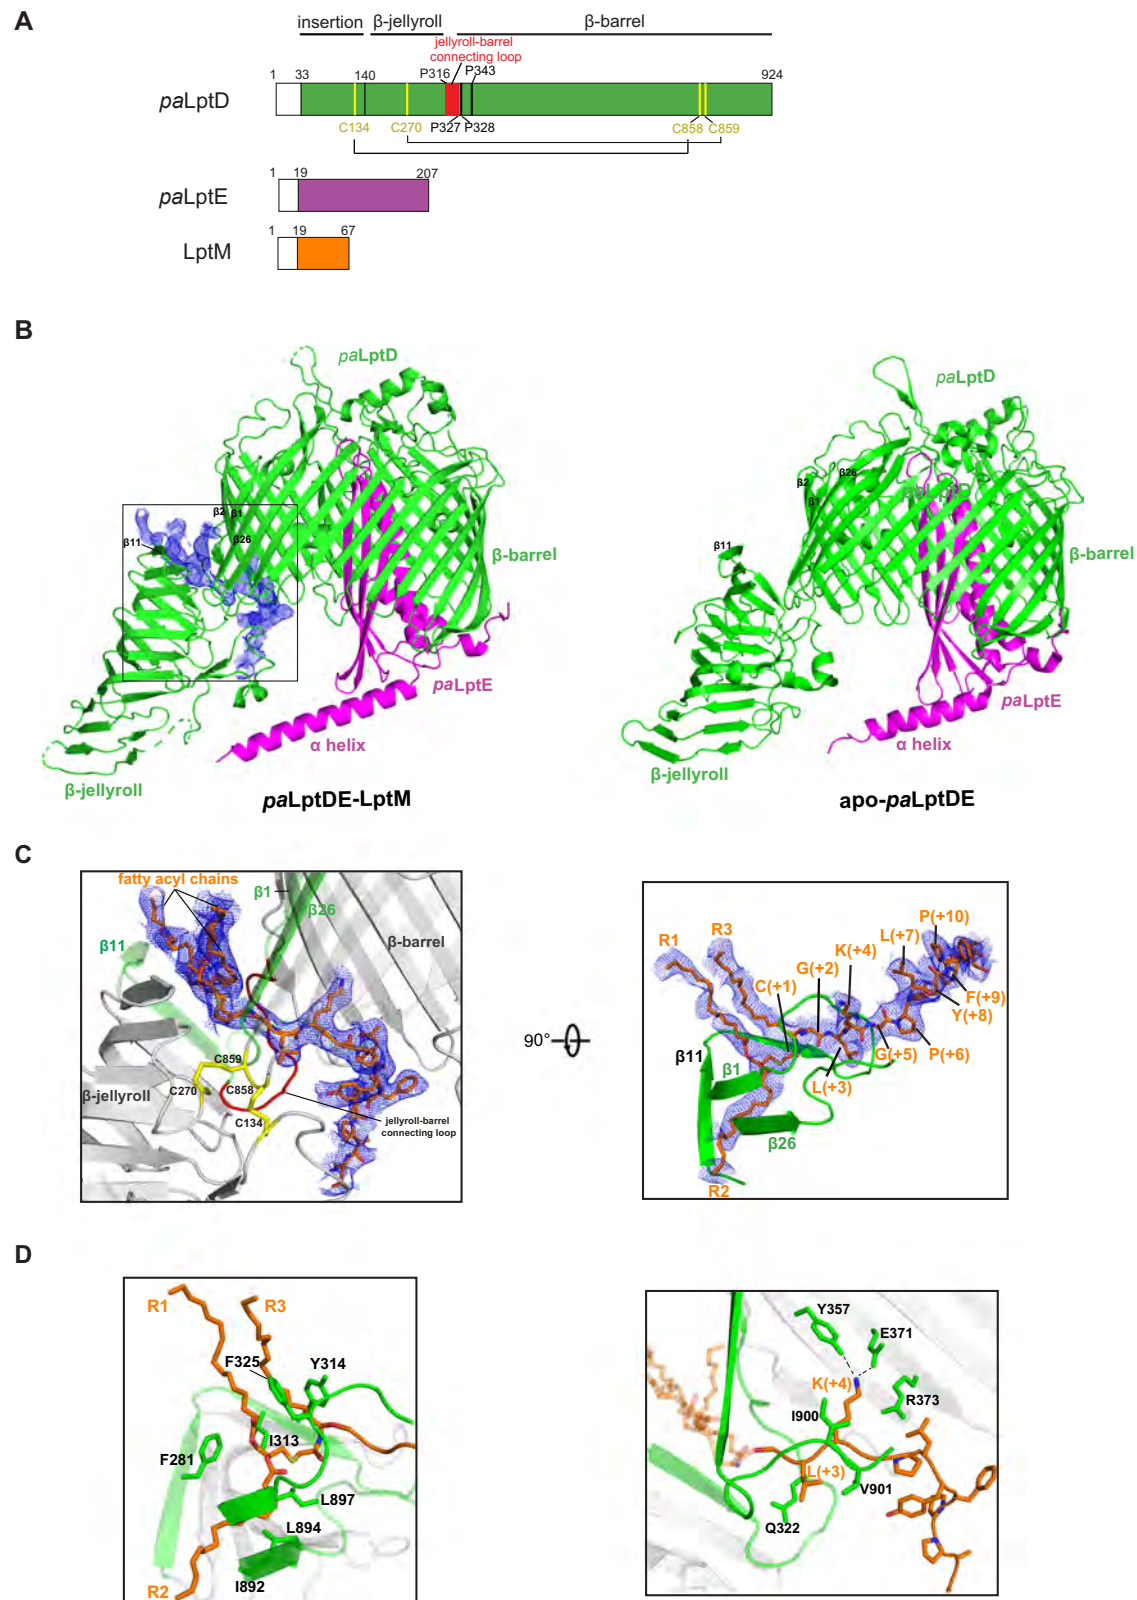 A
insertion
β-jellyroll
β-barrel
jellyroll-barrel
connecting loop
1
33
140
P316
P343
924
paLptD
C134
C270
P327
P328
C858
C859
1
19
207
paLptE
1
19
67
LptM
B
paLptD
β2
β1
β11
β26
β-barrel
paLptE
α helix
β-jellyroll
paLptDE-LptM
paLptD
β26
β2
β1
β11
β-barrel
paLptE
α helix
β-jellyroll
apo-paLptDE
C
fatty acyl chains
β1
β26
β11
β-barrel
C859
C270
C858
β-jellyroll
C134
jellyroll-barrel
connecting loop
90°
P(+10)
L(+7)
R3
R1
K(+4)
G(+2)
C(+1)
F(+9)
Y(+8)
β11
β1
G(+5)
P(+6)
L(+3)
β26
R2
D
R1
R3
F325
Y314
I313
F281
L897
L894
I892
R2
Y357
E371
K(+4)
R373
I900
L(+3)
V901
Q322